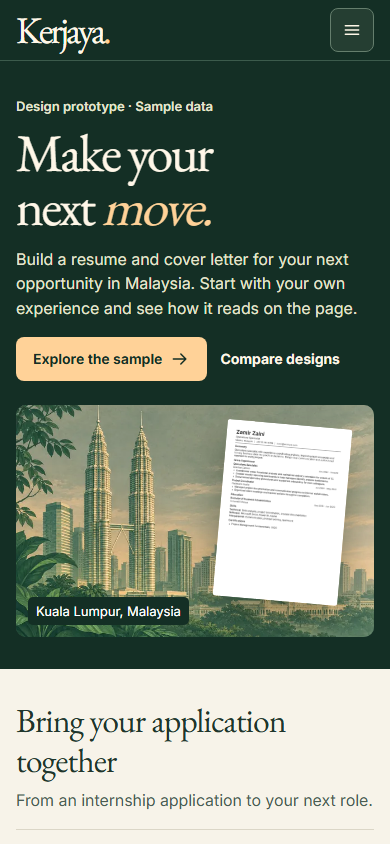 Kerjaya.
Design prototype · Sample data
Make your
next move.
Build a resume and cover letter for your next
opportunity in Malaysia. Start with your own
experience and see how it reads on the page.
Explore the sample → Compare designs
Zamir Zaini
Kuala Lumpur, Malaysia
Bring your application
together
From an internship application to your next role.